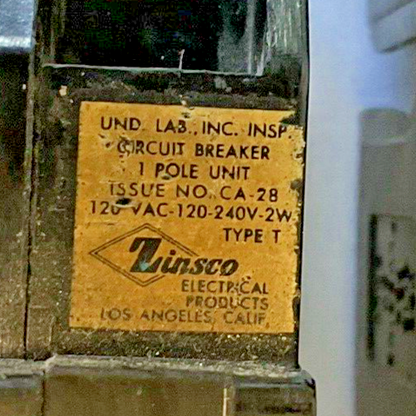 UND. LAB., INC. INSP.
CIRCUIT BREAKER
1 POLE UNIT
ISSUE NO. CA-28
120 VAC-120-240V-2W
TYPE T
Zinsco
ELECTRICAL
PRODUCTS
LOS ANGELES, CALIF.